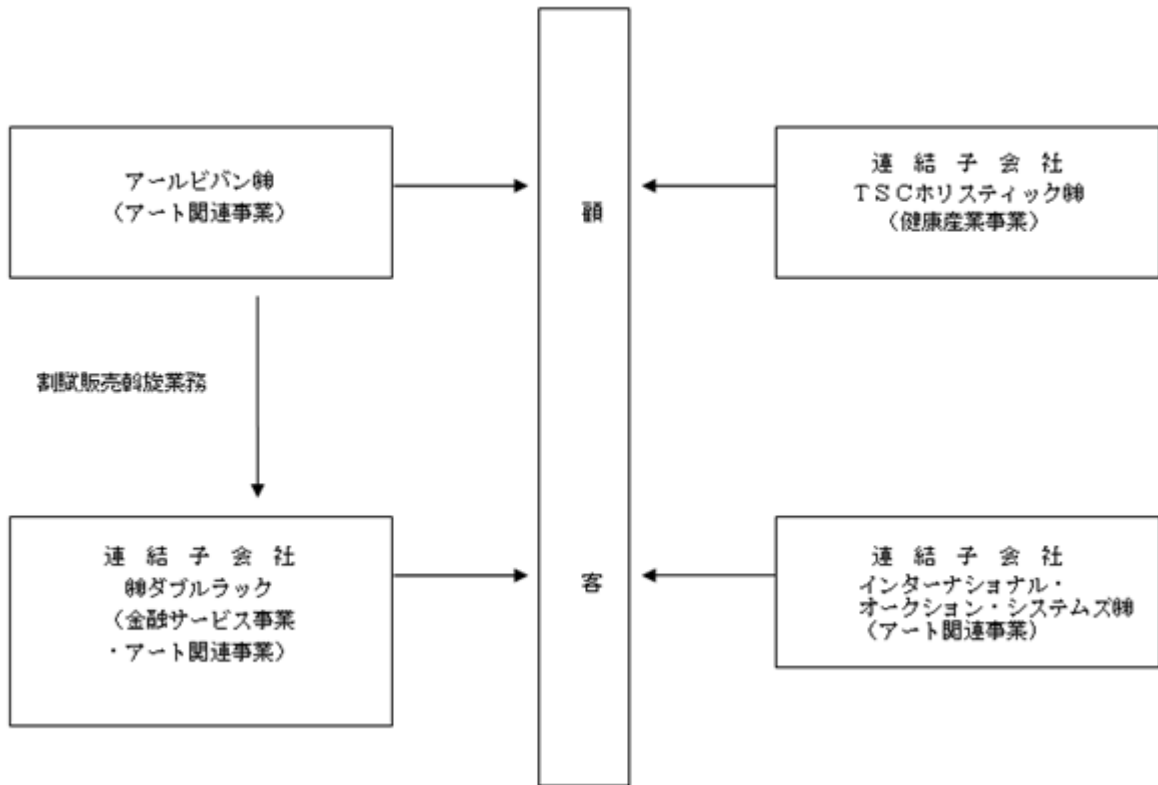 アールビバン㈱
（アート関連事業）
割賦販売斡旋業務
連結子会社
㈱ダブルラック
（金融サービス事業
・アート関連事業）
顧
客
連結子会社
TSCホリスティック㈱
（健康産業事業）
連結子会社
インターナショナル・
オークション・システムズ㈱
（アート関連事業）